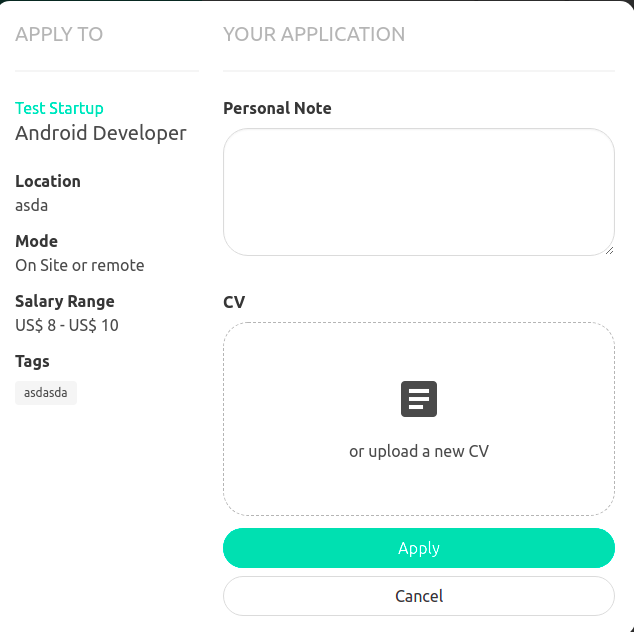 APPLY TO
Test Startup
Android Developer
Location
asda
Mode
On Site or remote
Salary Range
US$ 8 - US$ 10
Tags
asdasda
YOUR APPLICATION
Personal Note
CV
or upload a new CV
Apply
Cancel